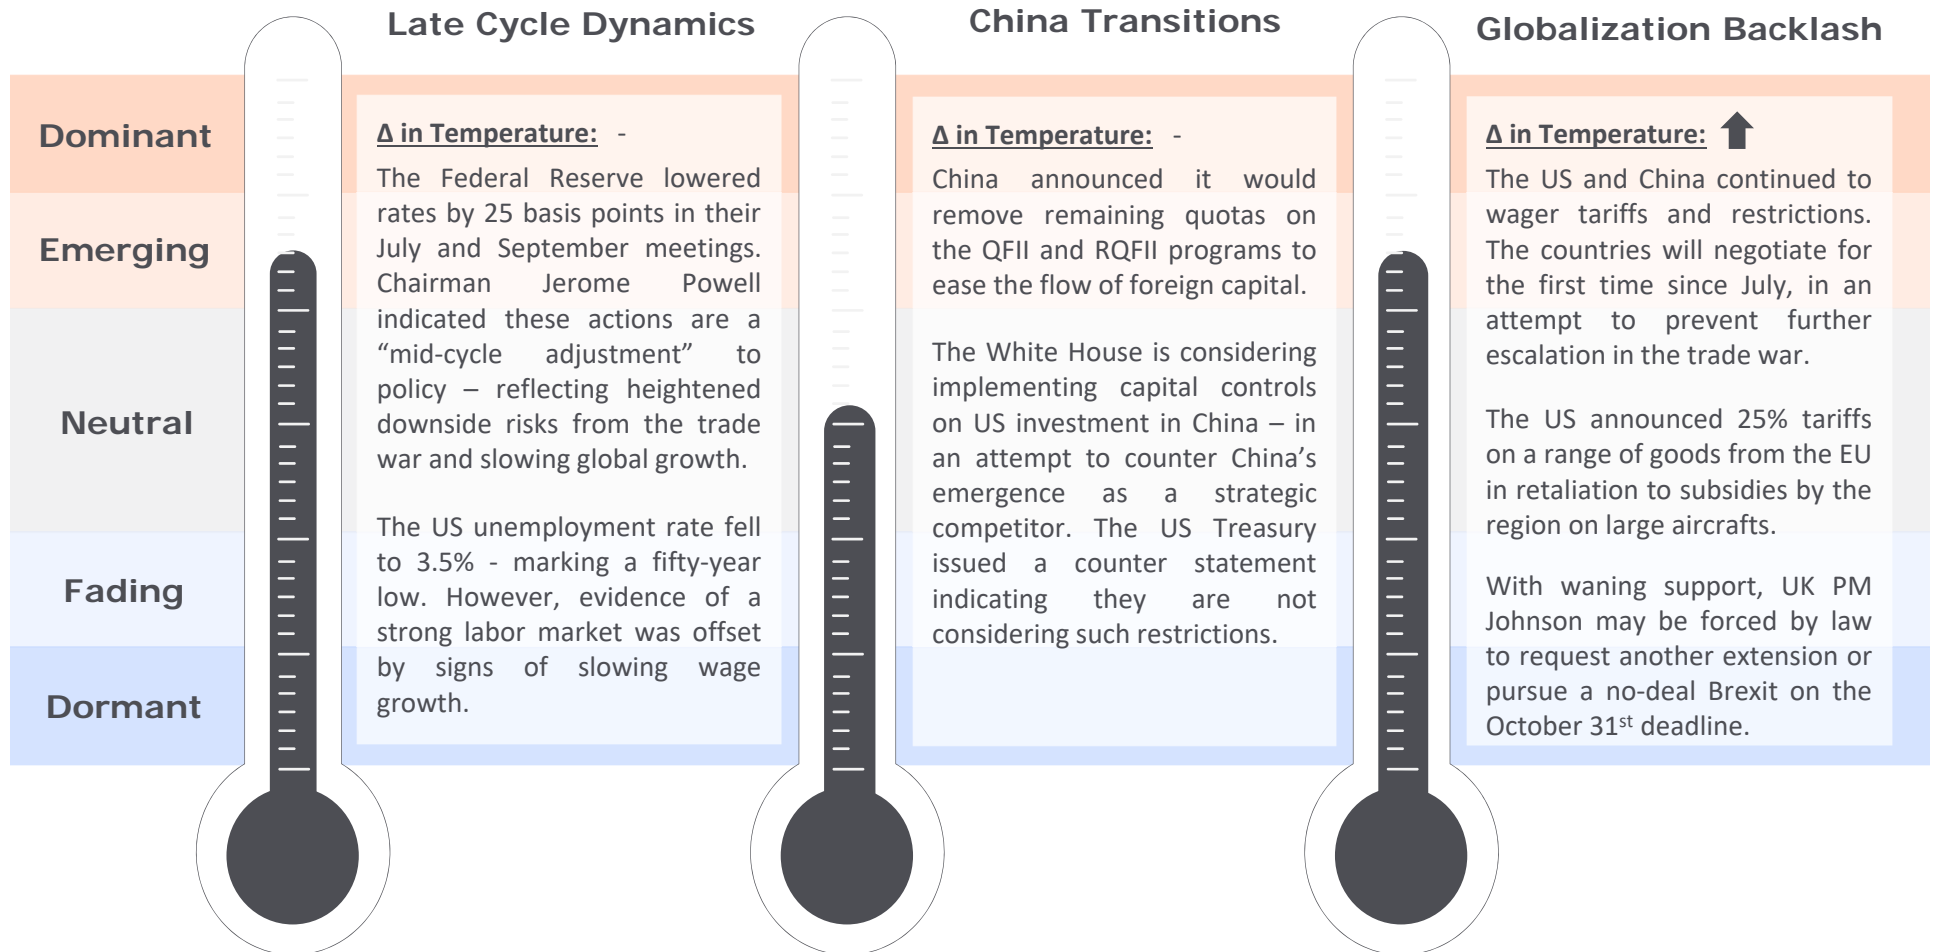 Late Cycle Dynamics
China Transitions
Globalization Backlash
Dominant
Emerging
Neutral
Fading
Dormant
Δ in Temperature: -
The Federal Reserve lowered
rates by 25 basis points in their
July and September meetings.
Chairman Jerome Powell
indicated these actions are a
“mid-cycle adjustment” to
policy – reflecting heightened
downside risks from the trade
war and slowing global growth.
The US unemployment rate fell
to 3.5% - marking a fifty-year
low. However, evidence of a
strong labor market was offset
by signs of slowing wage
growth.
Δ in Temperature: -
China announced it would
remove remaining quotas on
the QFII and RQFII programs to
ease the flow of foreign capital.
The White House is considering
implementing capital controls
on US investment in China – in
an attempt to counter China’s
emergence as a strategic
competitor. The US Treasury
issued a counter statement
indicating they are not
considering such restrictions.
Δ in Temperature:
The US and China continued to
wager tariffs and restrictions.
The countries will negotiate for
the first time since July, in an
attempt to prevent further
escalation in the trade war.
The US announced 25% tariffs
on a range of goods from the EU
in retaliation to subsidies by the
region on large aircrafts.
With waning support, UK PM
Johnson may be forced by law
to request another extension or
pursue a no-deal Brexit on the
October 31st deadline.